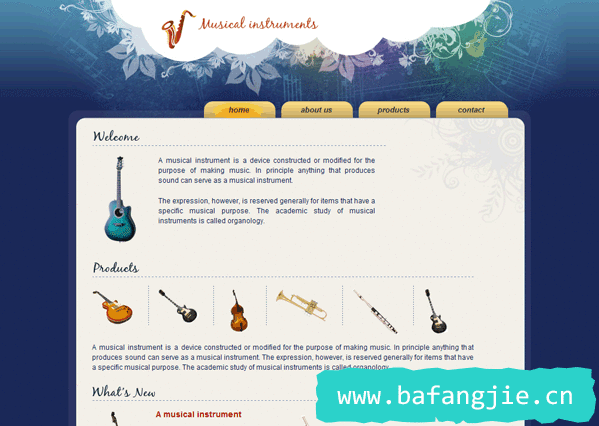 Musical instruments
home about us products contact
Welcome
A musical instrument is a device constructed or modified for the
purpose of making music. In principle anything that produces
sound can serve as a musical instrument.
The expression, however, is reserved generally for items that have a
specific musical purpose. The academic study of musical
instruments is called organology.
Products
A musical instrument is a device constructed or modified for the purpose of making music. In principle anything that
produces sound can serve as a musical instrument. The expression, however, is reserved generally for items that have
a specific musical purpose. The academic study of musical instruments is called organology.
What's New
A musical instrument
www.bafangjie.cn